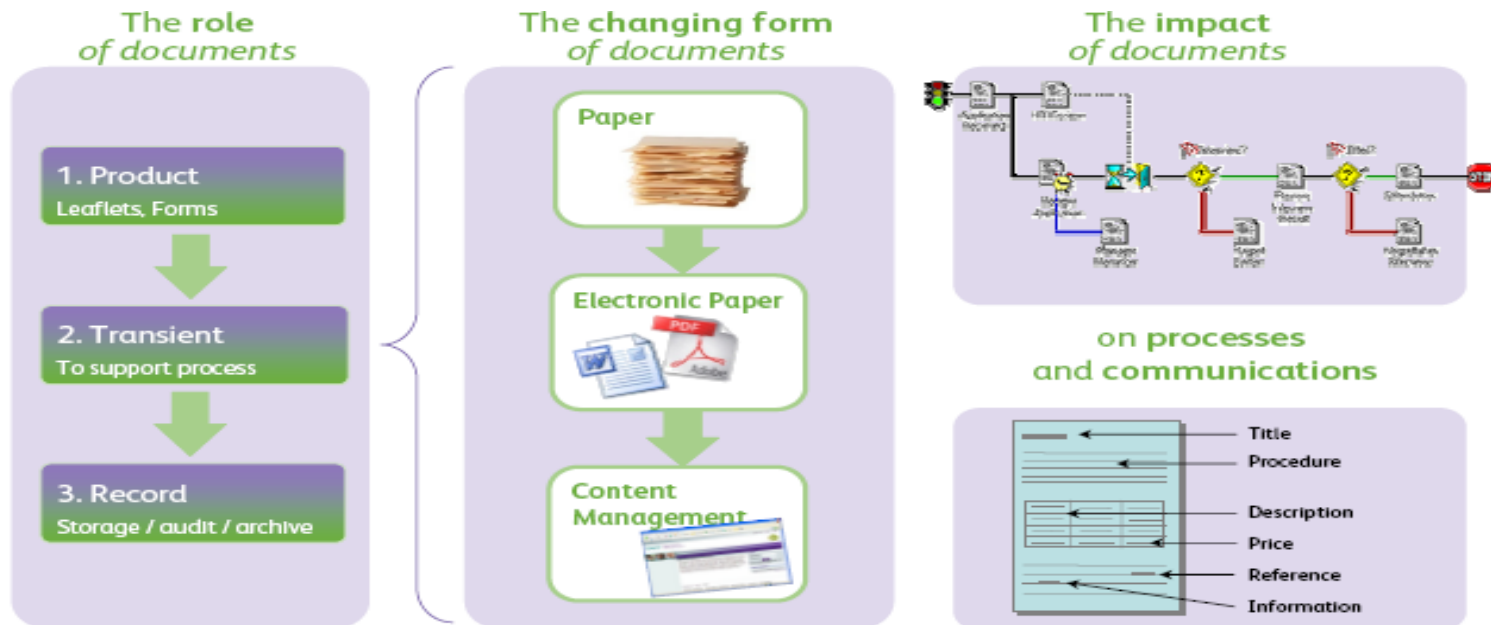 The role
of documents
1. Product
Leaflets, Forms
2. Transient
To support process
3. Record
Storage / audit / archive
The changing form
of documents
Paper
Electronic Paper
W
PDF
Adobe
Content
Management
The impact
of documents
STOP
on processes
and communications
Title
Procedure
Description
Price
Reference
Information